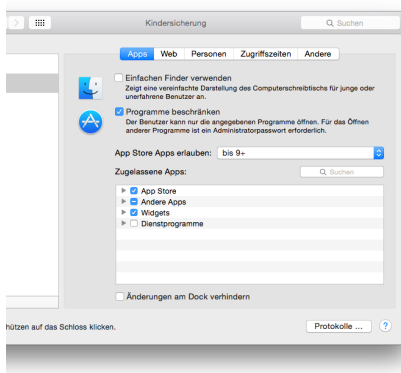 Kindersicherung
Suchen
Apps
Web
Personen
Zugriffszeiten
Andere
Einfachen Finder verwenden
Zeigt eine vereinfachte Darstellung des Computerschreibtischs für junge oder
unerfahrene Benutzer an.
Programme beschränken
Der Benutzer kann nur die angegebenen Programme öffnen. Für das Öffnen
anderer Programme ist ein Administratorpasswort erforderlich.
App Store Apps erlauben: bis 9+
Zugelassene Apps:
Suchen
App Store
Andere Apps
Widgets
Dienstprogramme
Änderungen am Dock verhindern
hützen auf das Schloss klicken.
Protokolle ...
?